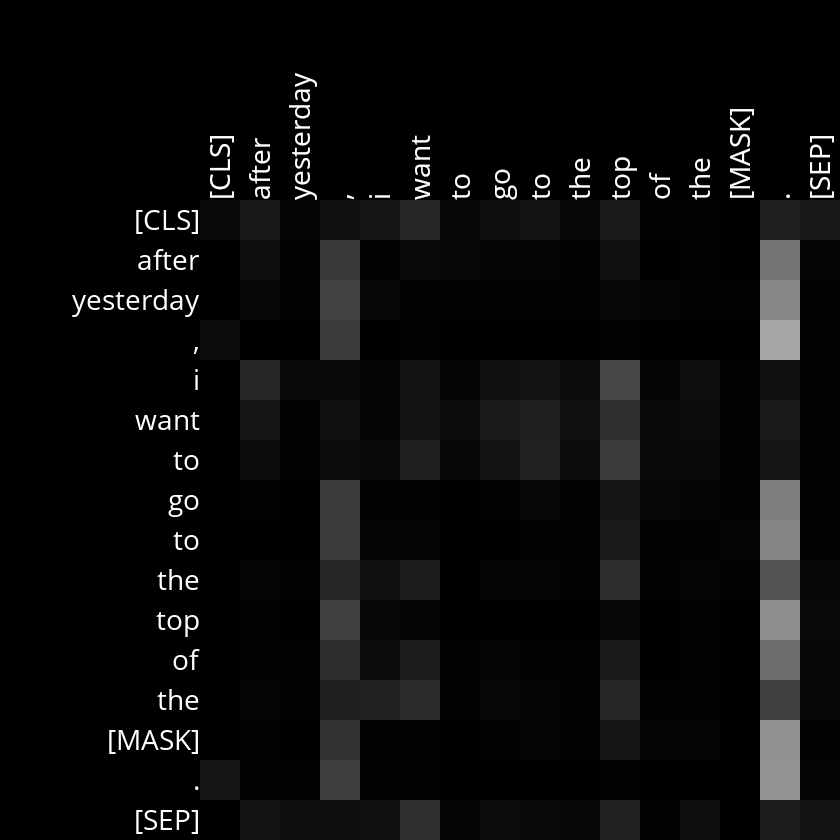 [CLS] after yesterday , i want to go to the top of the [MASK] . [SEP]
[CLS]
after
yesterday
,
i
want
to
go
to
the
top
of
the
[MASK]
.
[SEP]